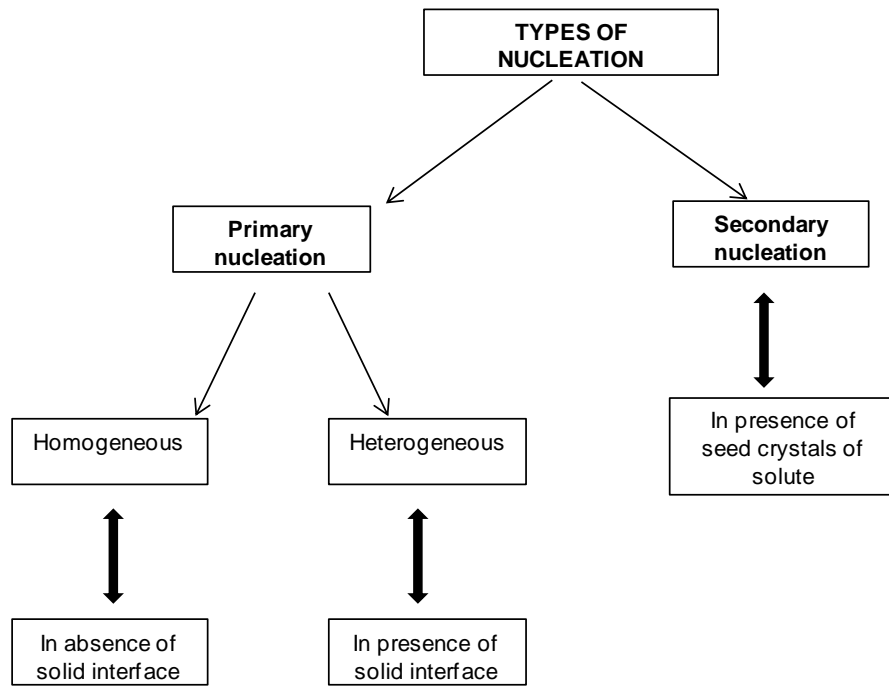 TYPES OF
NUCLEATION
Primary
nucleation
Secondary
nucleation
Homogeneous
Heterogeneous
In presence of
seed crystals of
solute
In absence of
solid interface
In presence of
solid interface